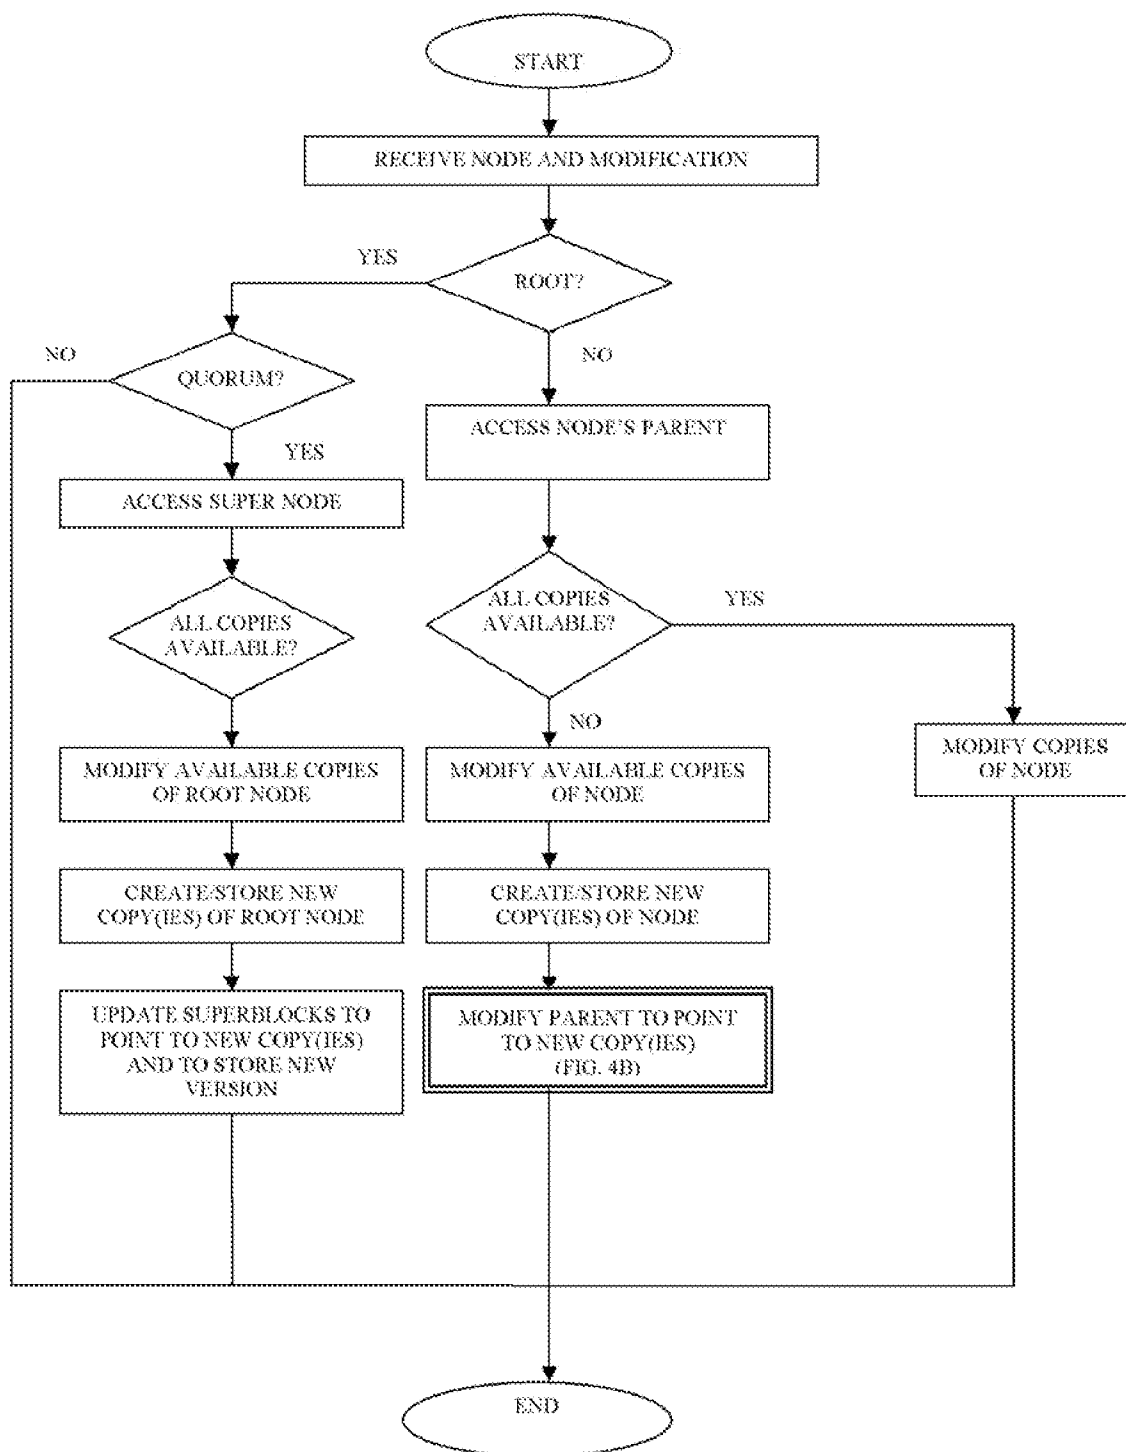 START
RECEIVE NODE AND MODIFICATION
YES
ROOT?
NO
QUORUM?
NO
ACCESS NODE'S PARENT
YES
ACCESS SUPER NODE
ALL COPIES
AVAILABLE?
ALL COPIES
AVAILABLE?
YES
NO
MODIFY COPIES
OF NODE
MODIFY AVAILABLE COPIES
OF ROOT NODE
MODIFY AVAILABLE COPIES
OF NODE
CREATE/STORE NEW
COPY(IES) OF ROOT NODE
CREATE/STORE NEW
COPY(IES) OF NODE
UPDATE SUPERBLOCKS TO
POINT TO NEW COPY(IES)
AND TO STORE NEW
VERSION
MODIFY PARENT TO POINT
TO NEW COPY(IES)
(FIG. 4B)
END